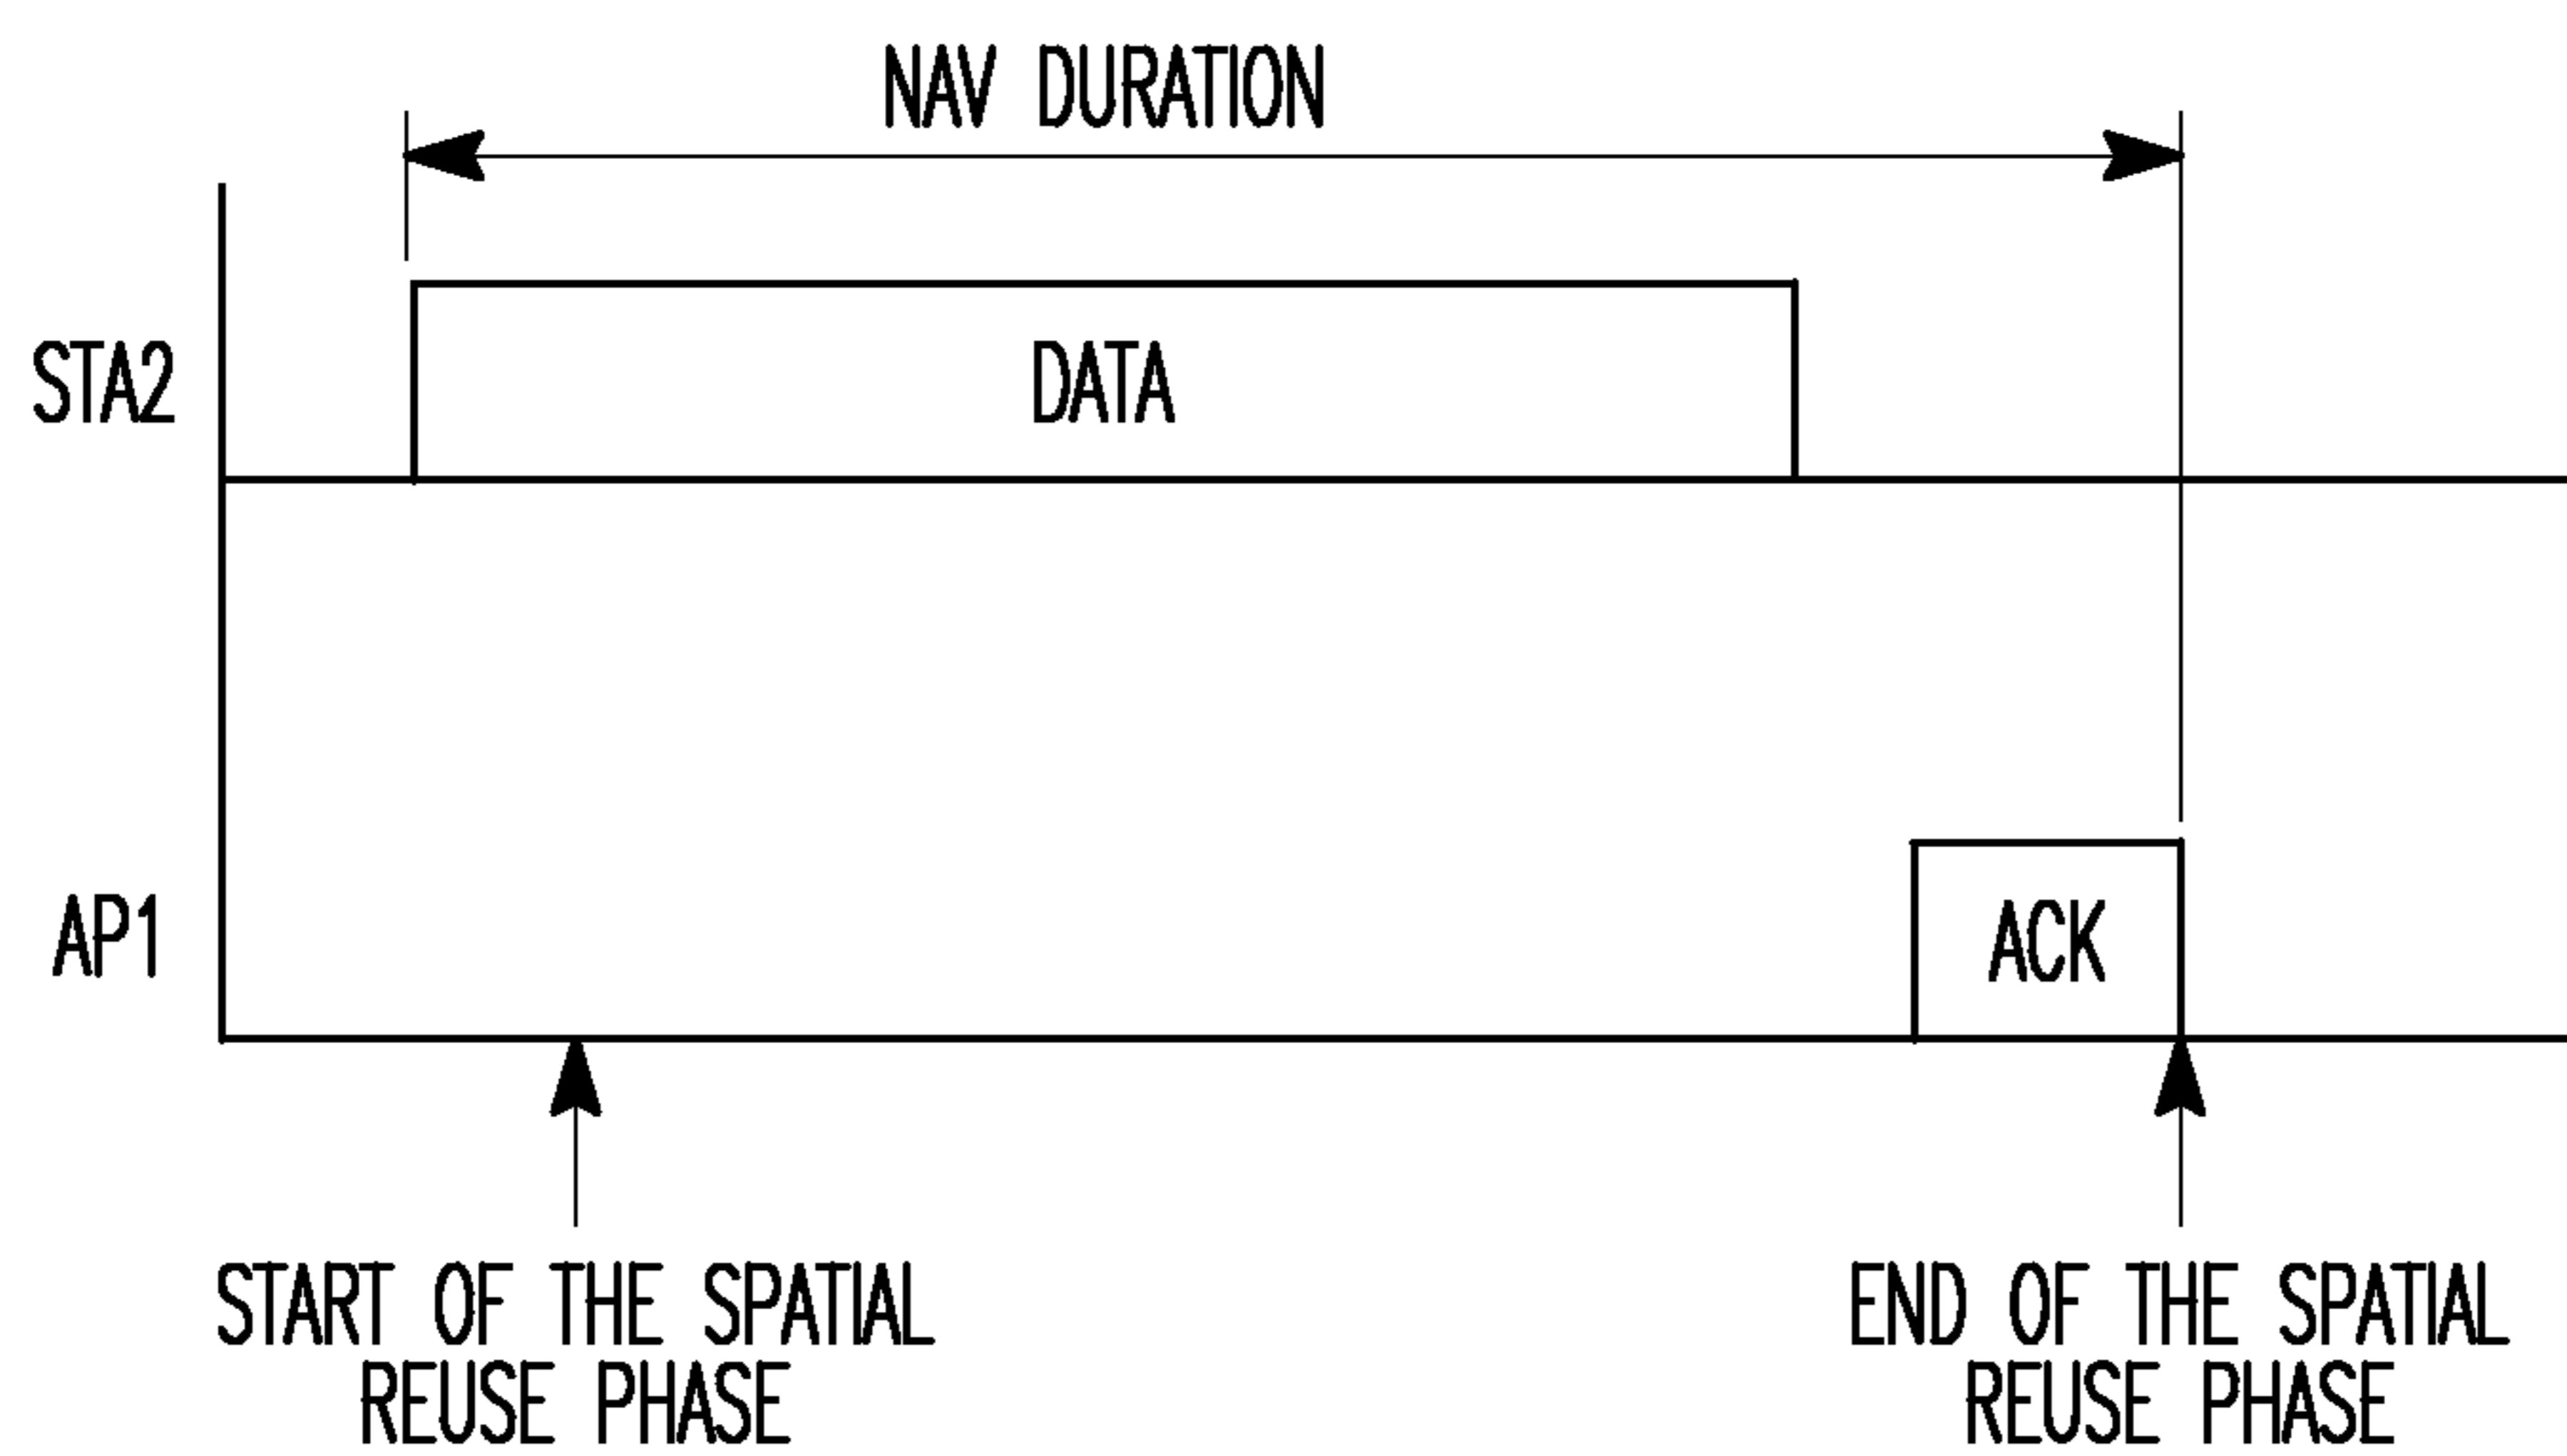 NAV DURATION
STA2
DATA
AP1
ACK
START OF THE SPATIAL
REUSE PHASE
END OF THE SPATIAL
REUSE PHASE